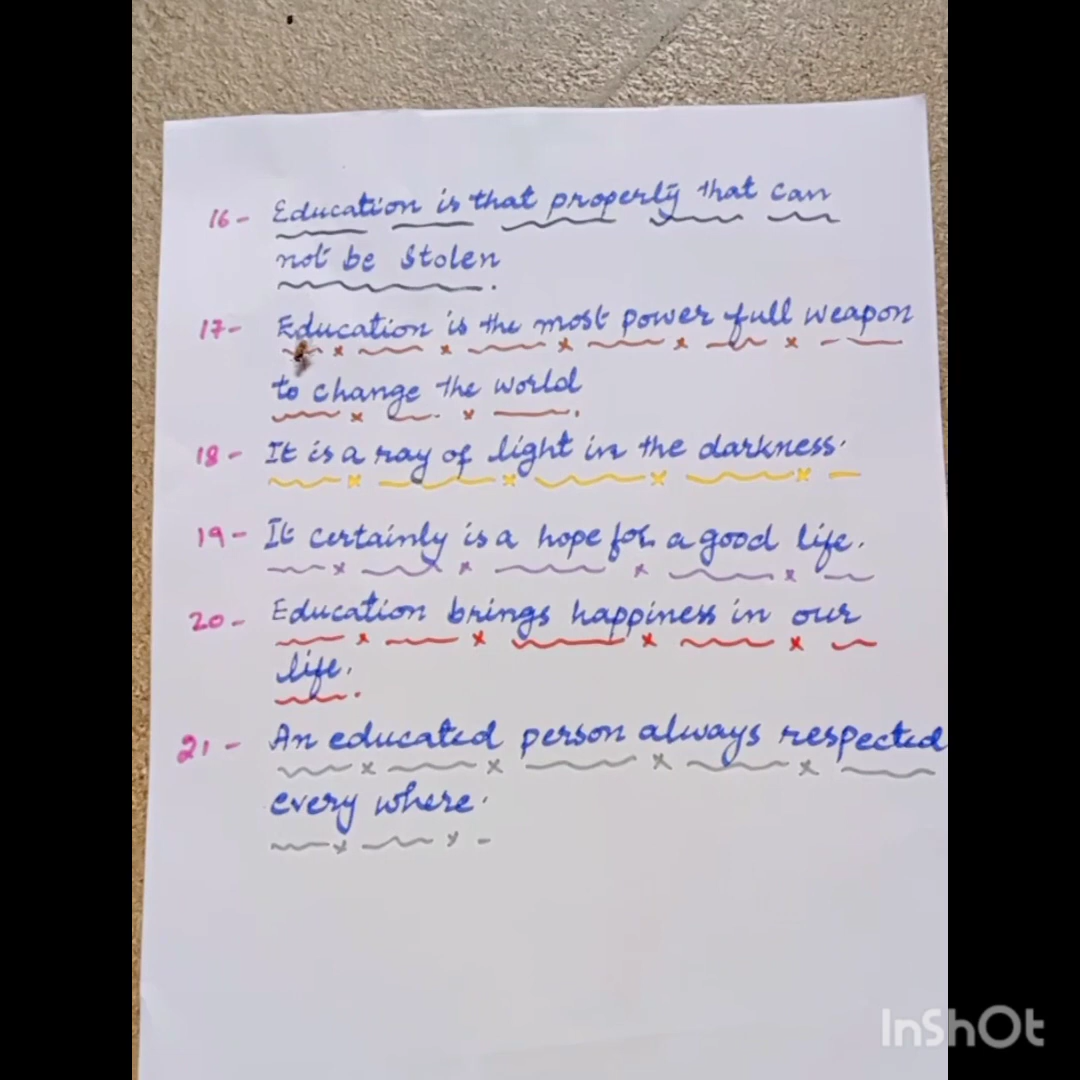 16- Education is that property that can
not be stolen.
17- Education is the most power full weapon
to change the world.
18- It is a ray of light in the darkness.
19- It certainly is a hope for a good life.
20- Education brings happiness in our
life.
21- An educated person always respected
every where.
InShOt